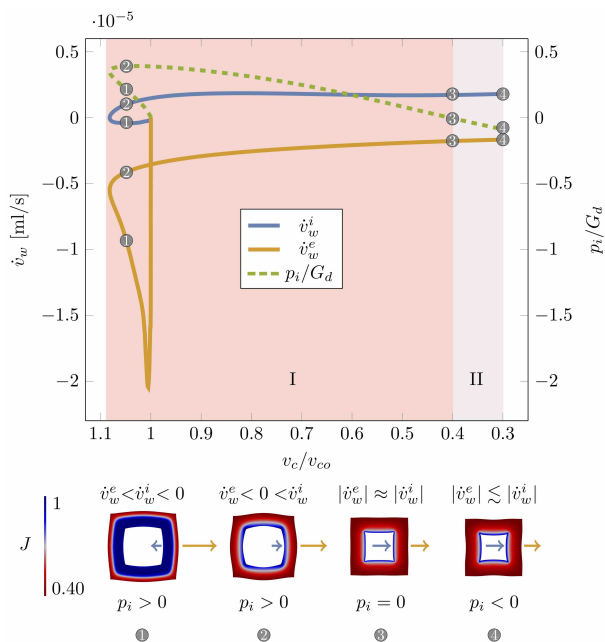 ·10⁻⁵
0.5 0.5
0 0
−0.5 −0.5
−1 −1
−1.5 −1.5
−2 −2
v̇_w [ml/s]
p_i/G_d
2
1
2
1
2
1
3
3
3
4
4
4
v̇_w^i
v̇_w^e
p_i/G_d
I II
1.1 1 0.9 0.8 0.7 0.6 0.5 0.4 0.3
v_c/v_co
v̇_w^e < v̇_w^i < 0 v̇_w^e < 0 < v̇_w^i |v̇_w^e| ≈ |v̇_w^i| |v̇_w^e| ≲ |v̇_w^i|
1
J
0.40
p_i > 0 p_i > 0 p_i = 0 p_i < 0
1 2 3 4